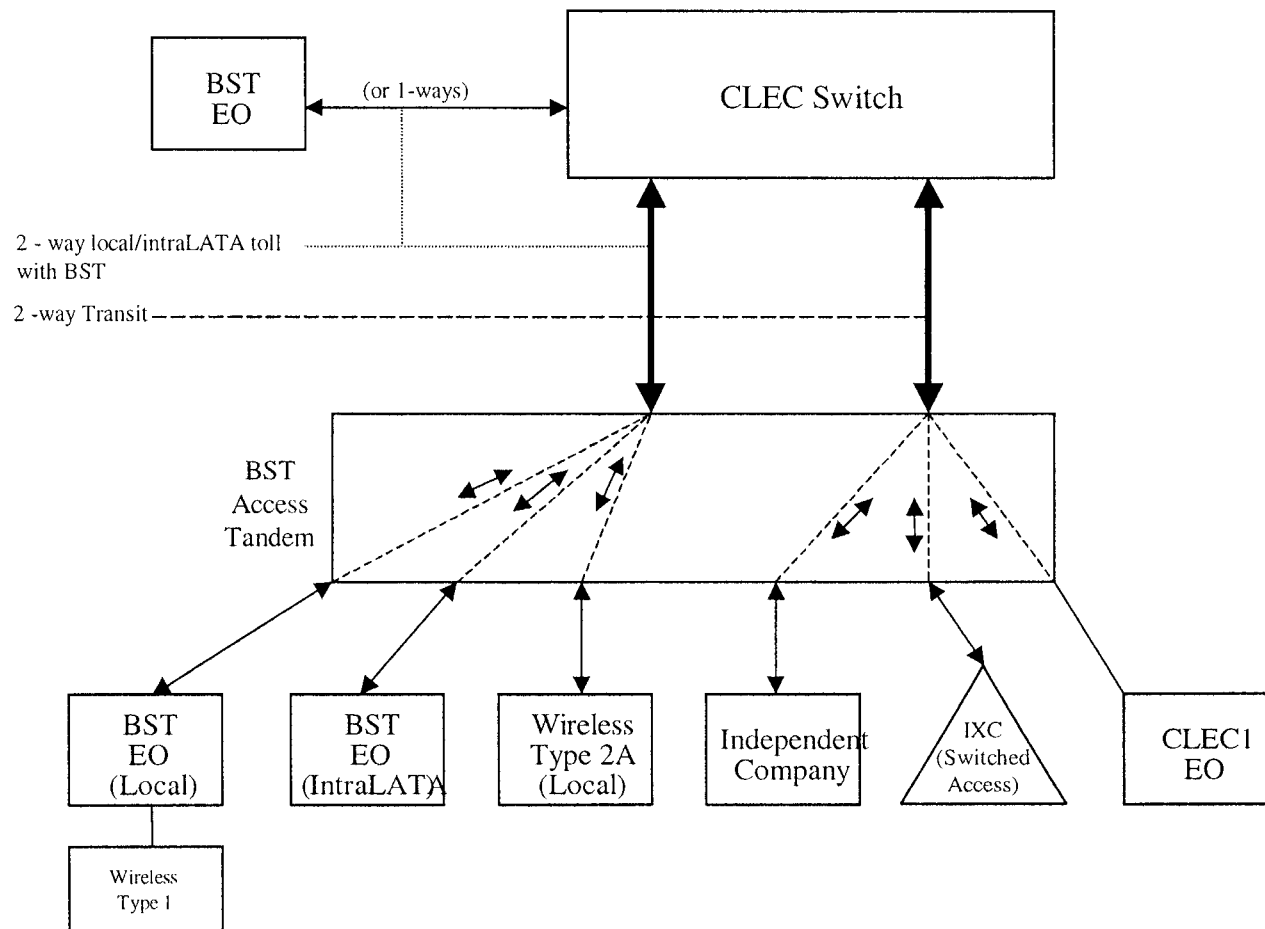 BST
EO
(or 1-ways)
CLEC Switch
2 - way local/intraLATA toll
with BST
2 -way Transit
BST
Access
Tandem
BST
EO
(Local)
BST
EO
(IntraLATA)
Wireless
Type 2A
(Local)
Independent
Company
IXC
(Switched
Access)
CLEC1
EO
Wireless
Type 1